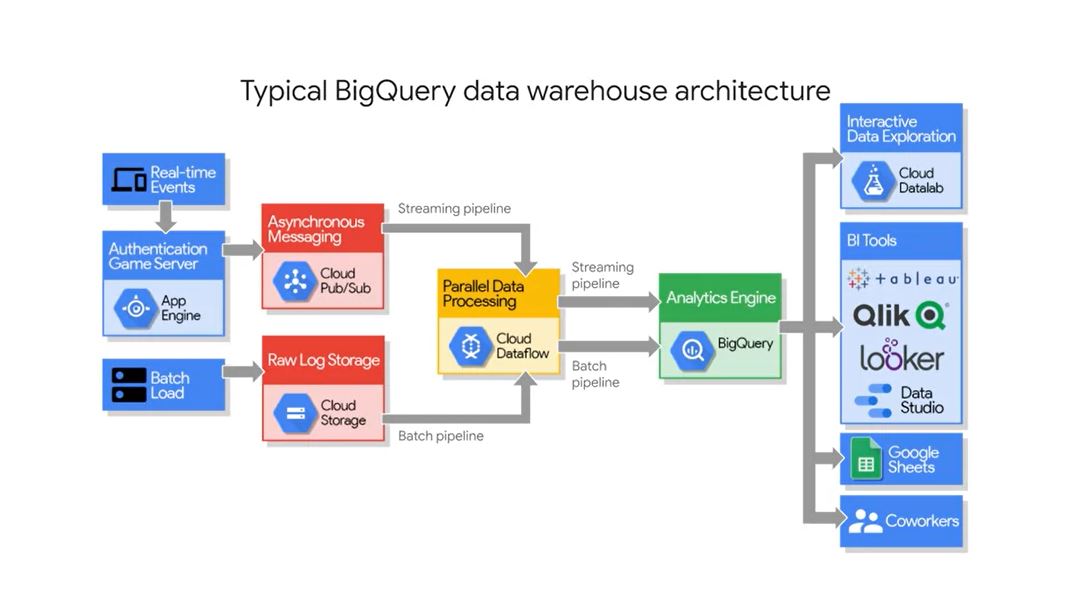 Typical BigQuery data warehouse architecture
Real-time
Events
Authentication
Game Server
App
Engine
Batch
Load
Asynchronous
Messaging
Cloud
Pub/Sub
Raw Log Storage
Cloud
Storage
Streaming pipeline
Batch pipeline
Parallel Data
Processing
Cloud
Dataflow
Streaming
pipeline
Batch
pipeline
Analytics Engine
BigQuery
Interactive
Data Exploration
Cloud
Datalab
BI Tools
+ableau
Qlik
looker
Data
Studio
Google
Sheets
Coworkers